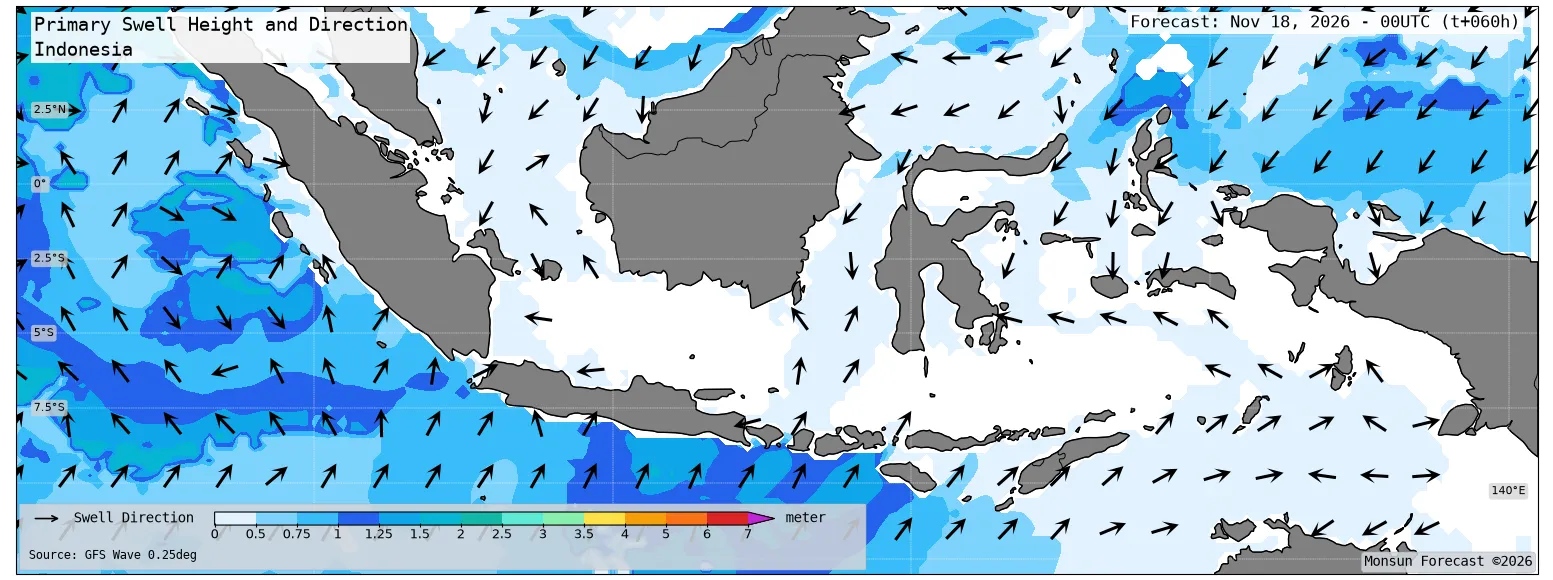 Primary Swell Height and Direction
Indonesia
Forecast: Nov 18, 2026 - 00UTC (t+060h)
2.5°N
0°
2.5°S
5°S
7.5°S
140°E
Swell Direction
0 0.5 0.75 1 1.25 1.5 2 2.5 3 3.5 4 5 6 7
meter
Source: GFS Wave 0.25deg
Monsun Forecast ©2026